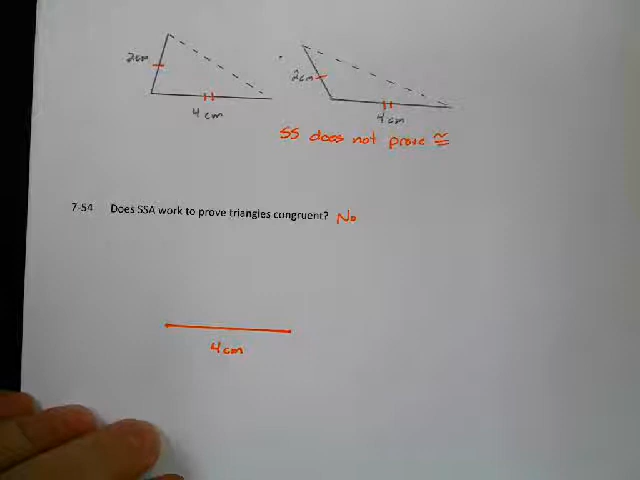 2cm
4 cm
2cm
4 cm
SS does not prove ≅
7-54 Does SSA work to prove triangles congruent? No
4cm